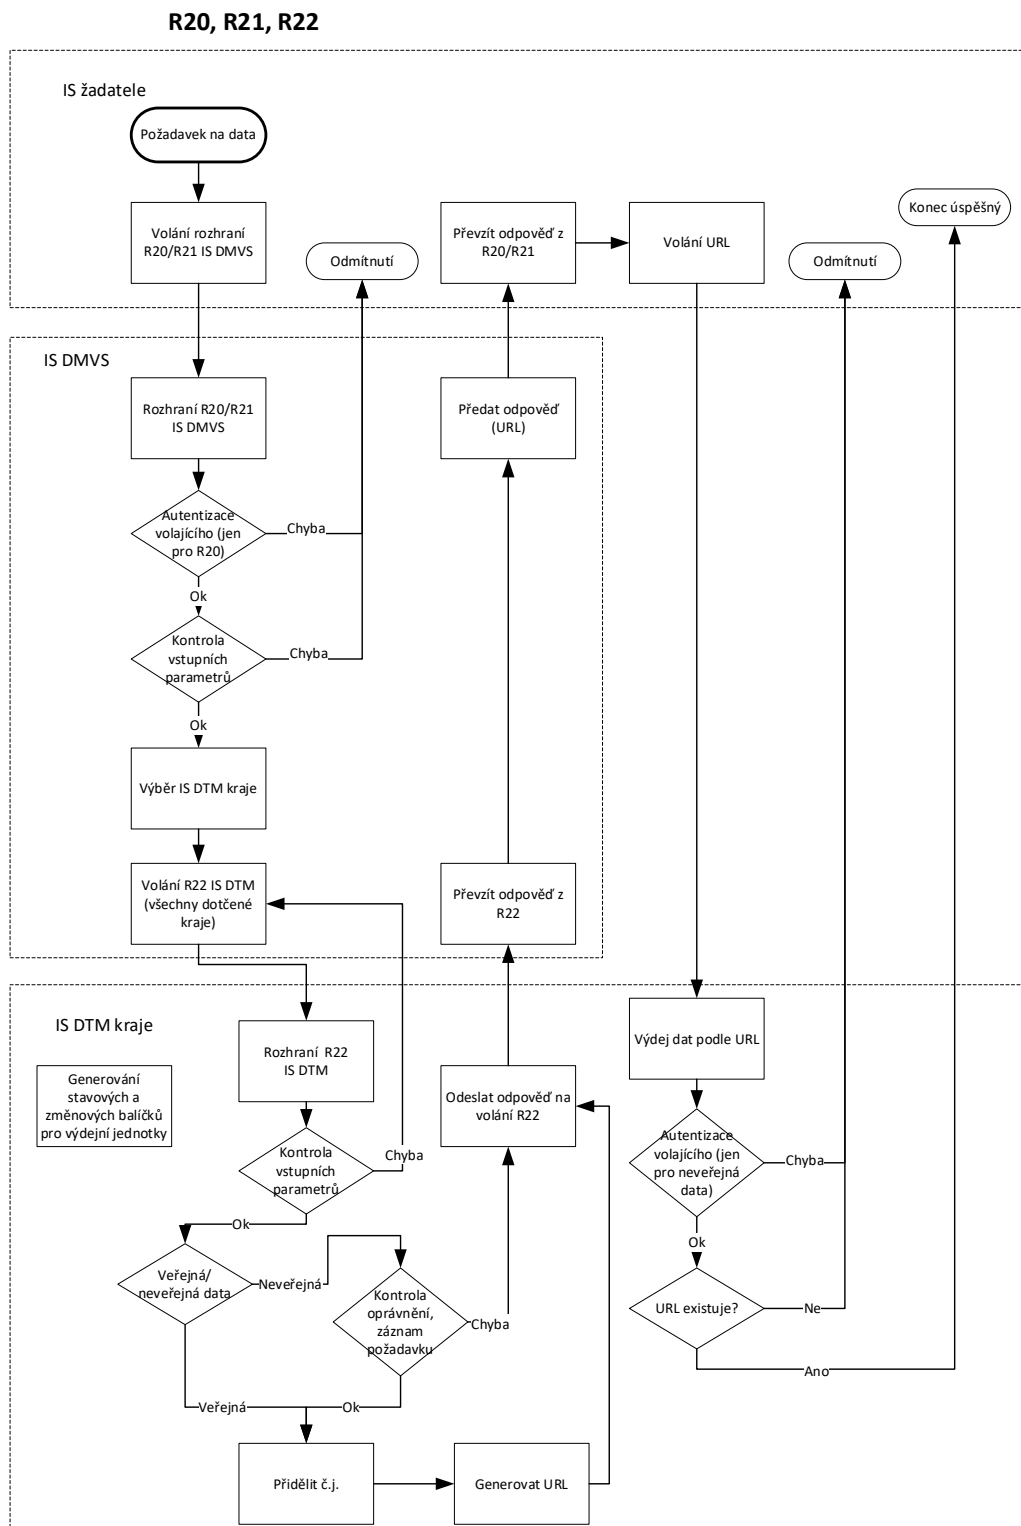 R20, R21, R22
IS žadatele
Požadavek na data
Volání rozhraní
R20/R21 IS DMVS
Odmítnutí
Převzít odpověď z
R20/R21
Volání URL
Odmítnutí
Konec úspěšný
IS DMVS
Rozhraní R20/R21
IS DMVS
Předat odpověď
(URL)
Autentizace
volajícího (jen
pro R20)
Chyba
Ok
Kontrola
vstupních
parametrů
Chyba
Ok
Výběr IS DTM kraje
Volání R22 IS DTM
(všechny dotčené
kraje)
Převzít odpověď z
R22
IS DTM kraje
Generování
stavových a
změnových balíčků
pro výdejní jednotky
Rozhraní R22
IS DTM
Odeslat odpověď na
volání R22
Výdej dat podle URL
Kontrola
vstupních
parametrů
Chyba
Ok
Autentizace
volajícího (jen
pro neveřejná
data)
Chyba
Ok
Veřejná/
neveřejná data
Neveřejná
Kontrola
oprávnění,
záznam
požadavku
Chyba
URL existuje?
Ne
Ano
Veřejná
Ok
Přidělit č.j.
Generovat URL